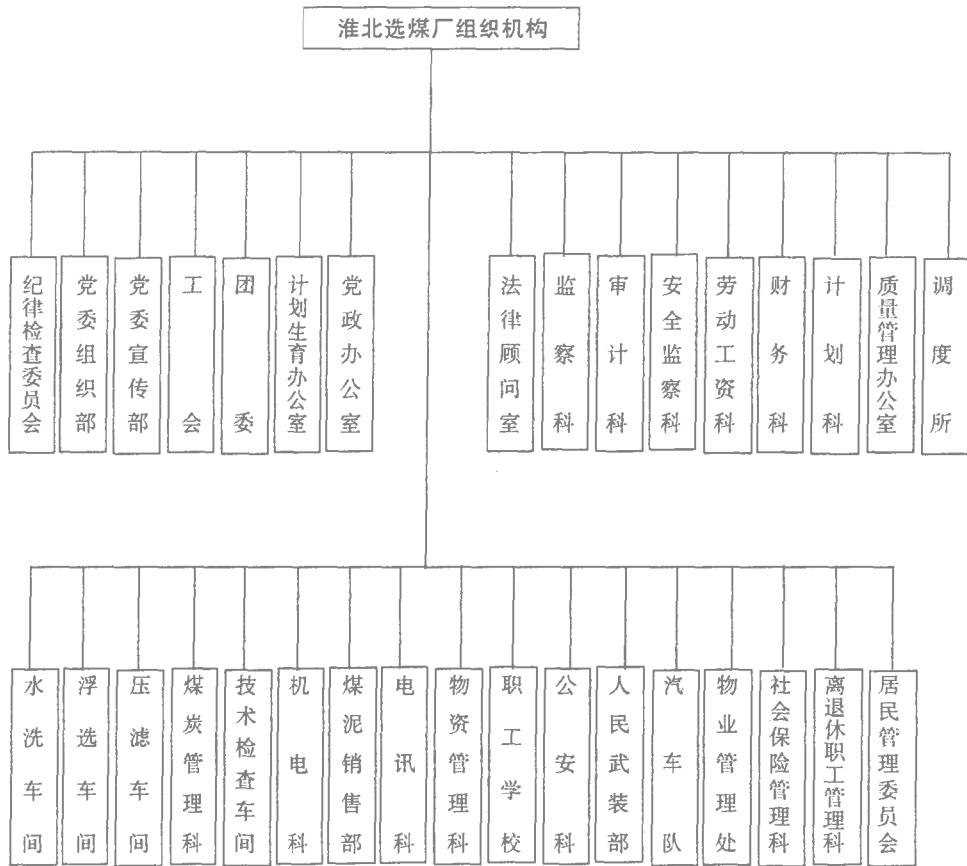 淮北选煤厂组织机构
纪律检查委员会
党委组织部
党委宣传部
工会
团委
计划生育办公室
党政办公室
法律顾问室
监察科
审计科
安全监察科
劳动工资科
财务科
计划科
质量管理办公室
调度所
水洗车间
浮选车间
压滤车间
煤炭管理科
技术检查车间
机电科
煤泥销售部
电讯科
物资管理科
职工学校
公安科
人民武装部
汽车队
物业管理处
社会保险管理科
离退休职工管理科
居民管理委员会